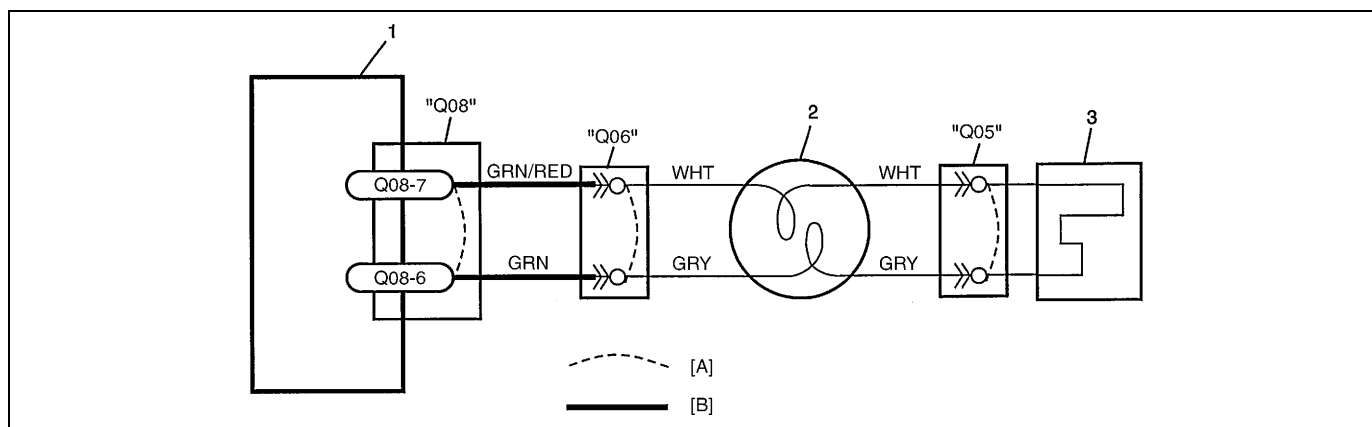 1
"Q08"
"Q06"
2
"Q05"
3
Q08-7
GRN/RED
WHT
WHT
Q08-6
GRN
GRY
GRY
[A]
[B]